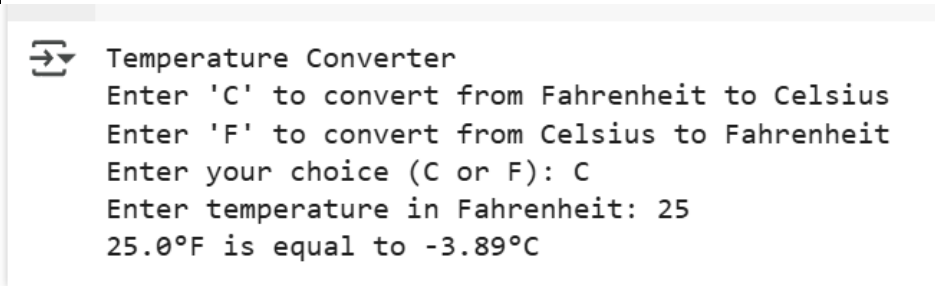 Temperature Converter
Enter 'C' to convert from Fahrenheit to Celsius
Enter 'F' to convert from Celsius to Fahrenheit
Enter your choice (C or F): C
Enter temperature in Fahrenheit: 25
25.0°F is equal to -3.89°C